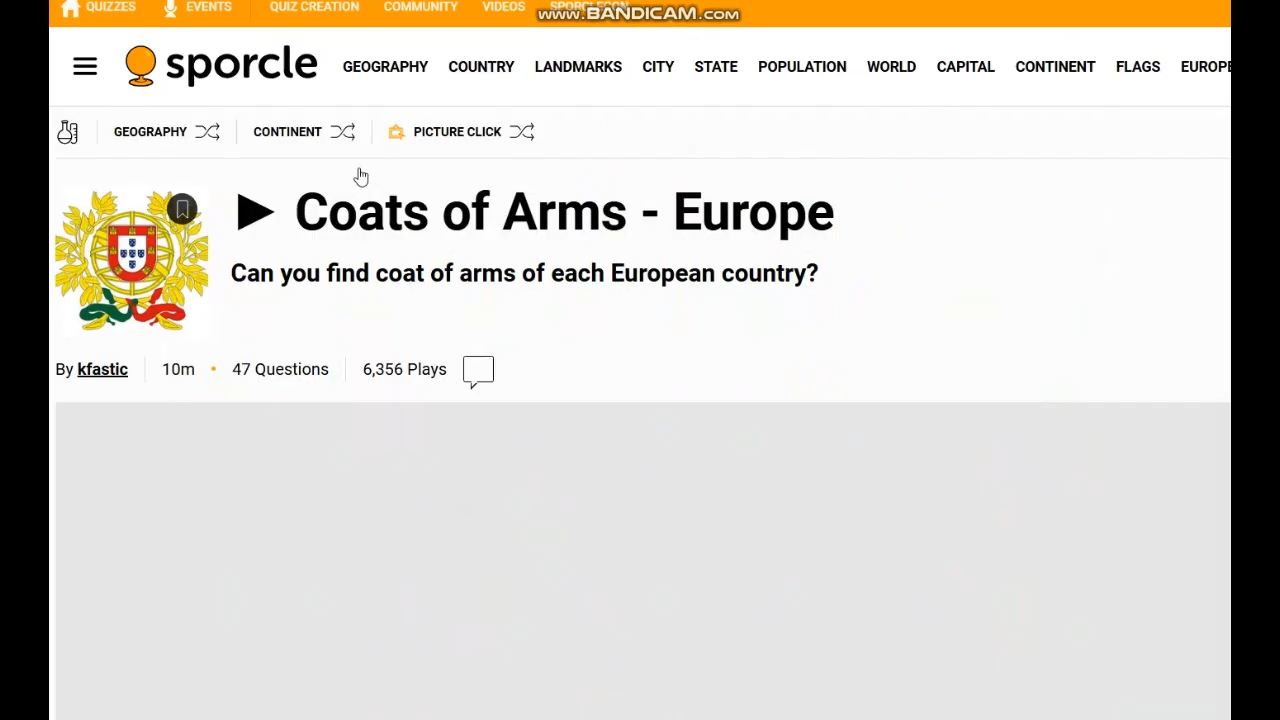 QUIZZES EVENTS QUIZ CREATION COMMUNITY VIDEOS SPORCLECON
www.BANDICAM.com
sporcle GEOGRAPHY COUNTRY LANDMARKS CITY STATE POPULATION WORLD CAPITAL CONTINENT FLAGS EUROPE
GEOGRAPHY CONTINENT PICTURE CLICK
Coats of Arms - Europe
Can you find coat of arms of each European country?
By kfastic 10m • 47 Questions 6,356 Plays